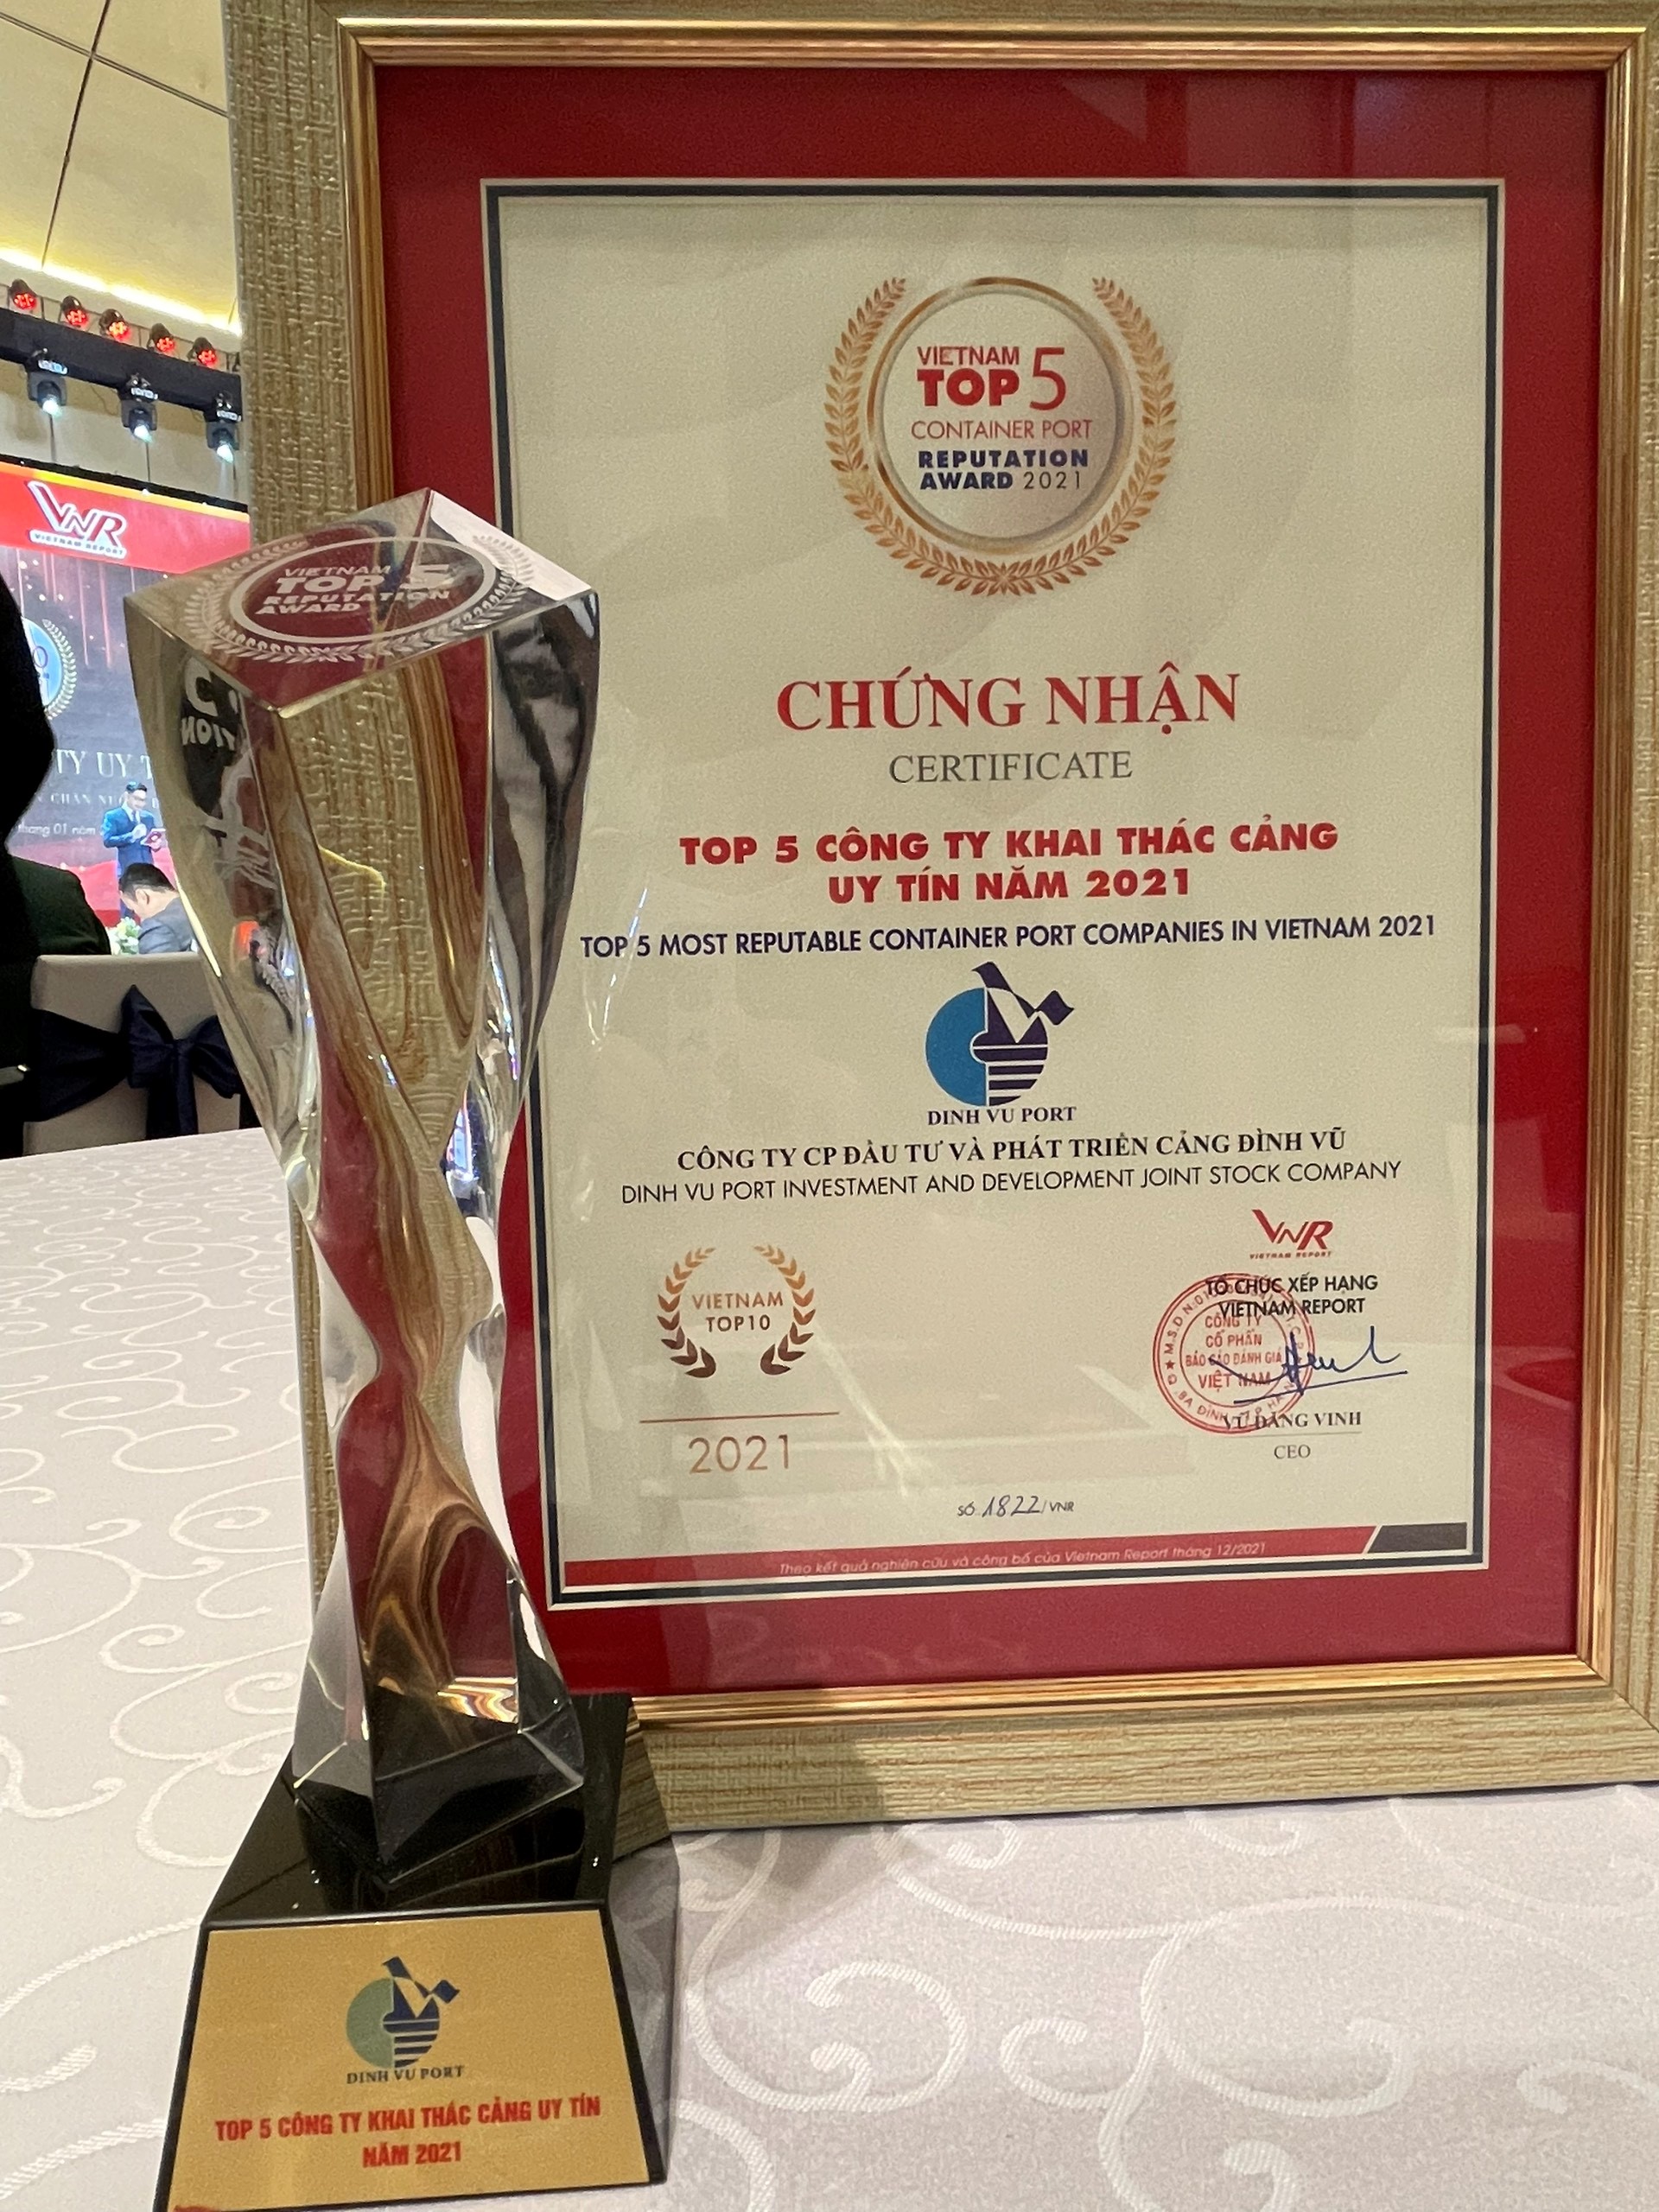 VIETNAM
TOP 5
CONTAINER PORT
REPUTATION
AWARD 2021
CHỨNG NHẬN
CERTIFICATE
TOP 5 CÔNG TY KHAI THÁC CẢNG
UY TÍN NĂM 2021
TOP 5 MOST REPUTABLE CONTAINER PORT COMPANIES IN VIETNAM 2021
DINH VU PORT
CÔNG TY CP ĐẦU TƯ VÀ PHÁT TRIỂN CẢNG ĐÌNH VŨ
DINH VU PORT INVESTMENT AND DEVELOPMENT JOINT STOCK COMPANY
VIETNAM
TOP10
2021
VNR
VIETNAM REPORT
TỔ CHỨC XẾP HẠNG
VIETNAM REPORT
CÔNG TY
CỔ PHẦN
BÁO CÁO ĐÁNH GIÁ
VIỆT NAM
VŨ ĐĂNG VINH
CEO
SỐ 1822/VNR
Theo kết quả nghiên cứu và công bố của Vietnam Report tháng 12/2021
VNR
VIETNAM REPORT
TY UY
VIETNAM
TOP 5
REPUTATION
AWARD
DINH VU PORT
TOP 5 CÔNG TY KHAI THÁC CẢNG UY TÍN
NĂM 2021